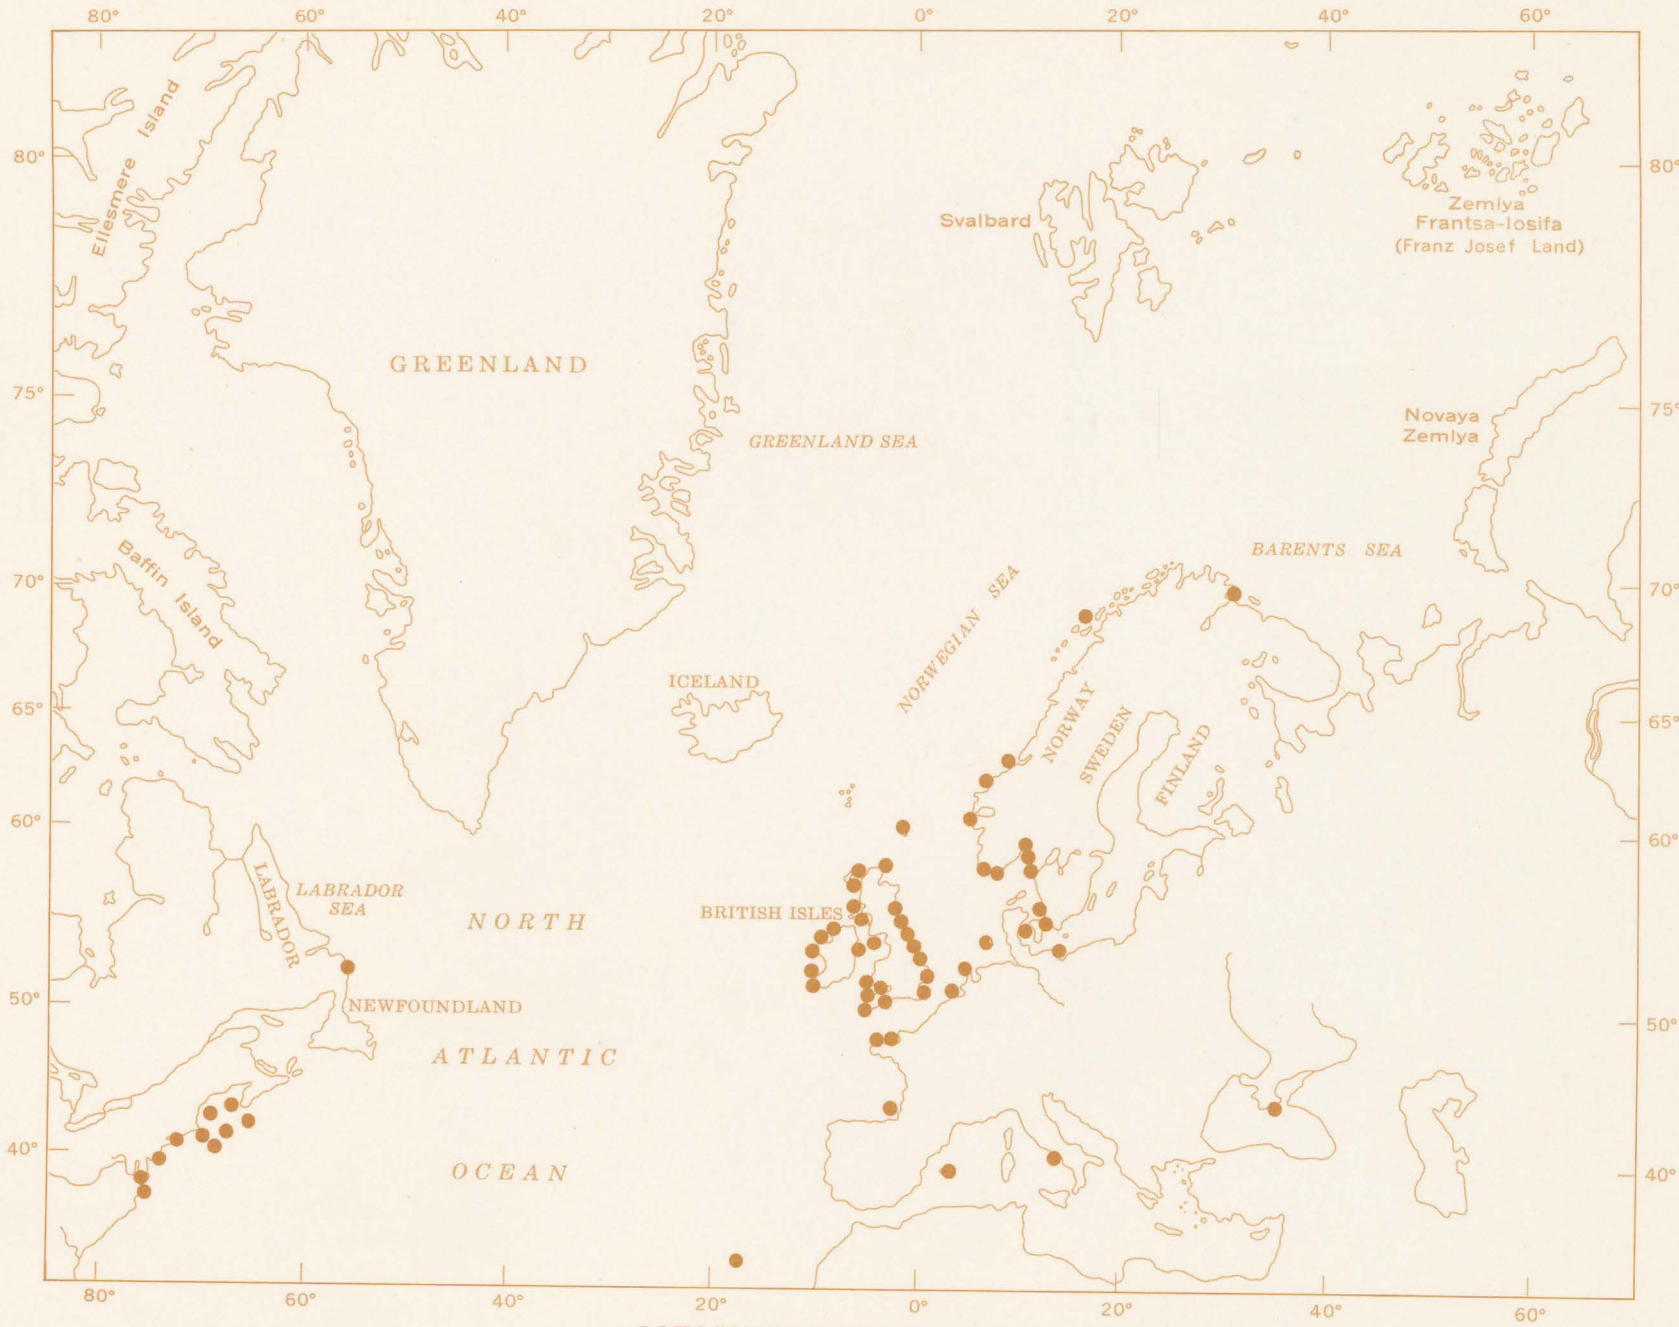 80° 60° 40° 20° 0° 20° 40° 60°
Ellesmere Island
80° 80°
Svalbard
Zemlya
Frantsa-Iosifa
(Franz Josef Land)
GREENLAND
75° 75°
Novaya
Zemlya
GREENLAND SEA
BARENTS SEA
Baffin Island
70° 70°
NORWEGIAN SEA
ICELAND
65° 65°
NORWAY
SWEDEN
FINLAND
60° 60°
LABRADOR
LABRADOR
SEA
BRITISH ISLES
NORTH
50° 50°
NEWFOUNDLAND
ATLANTIC
40° 40°
OCEAN
80° 60° 40° 20° 0° 20° 40° 60°